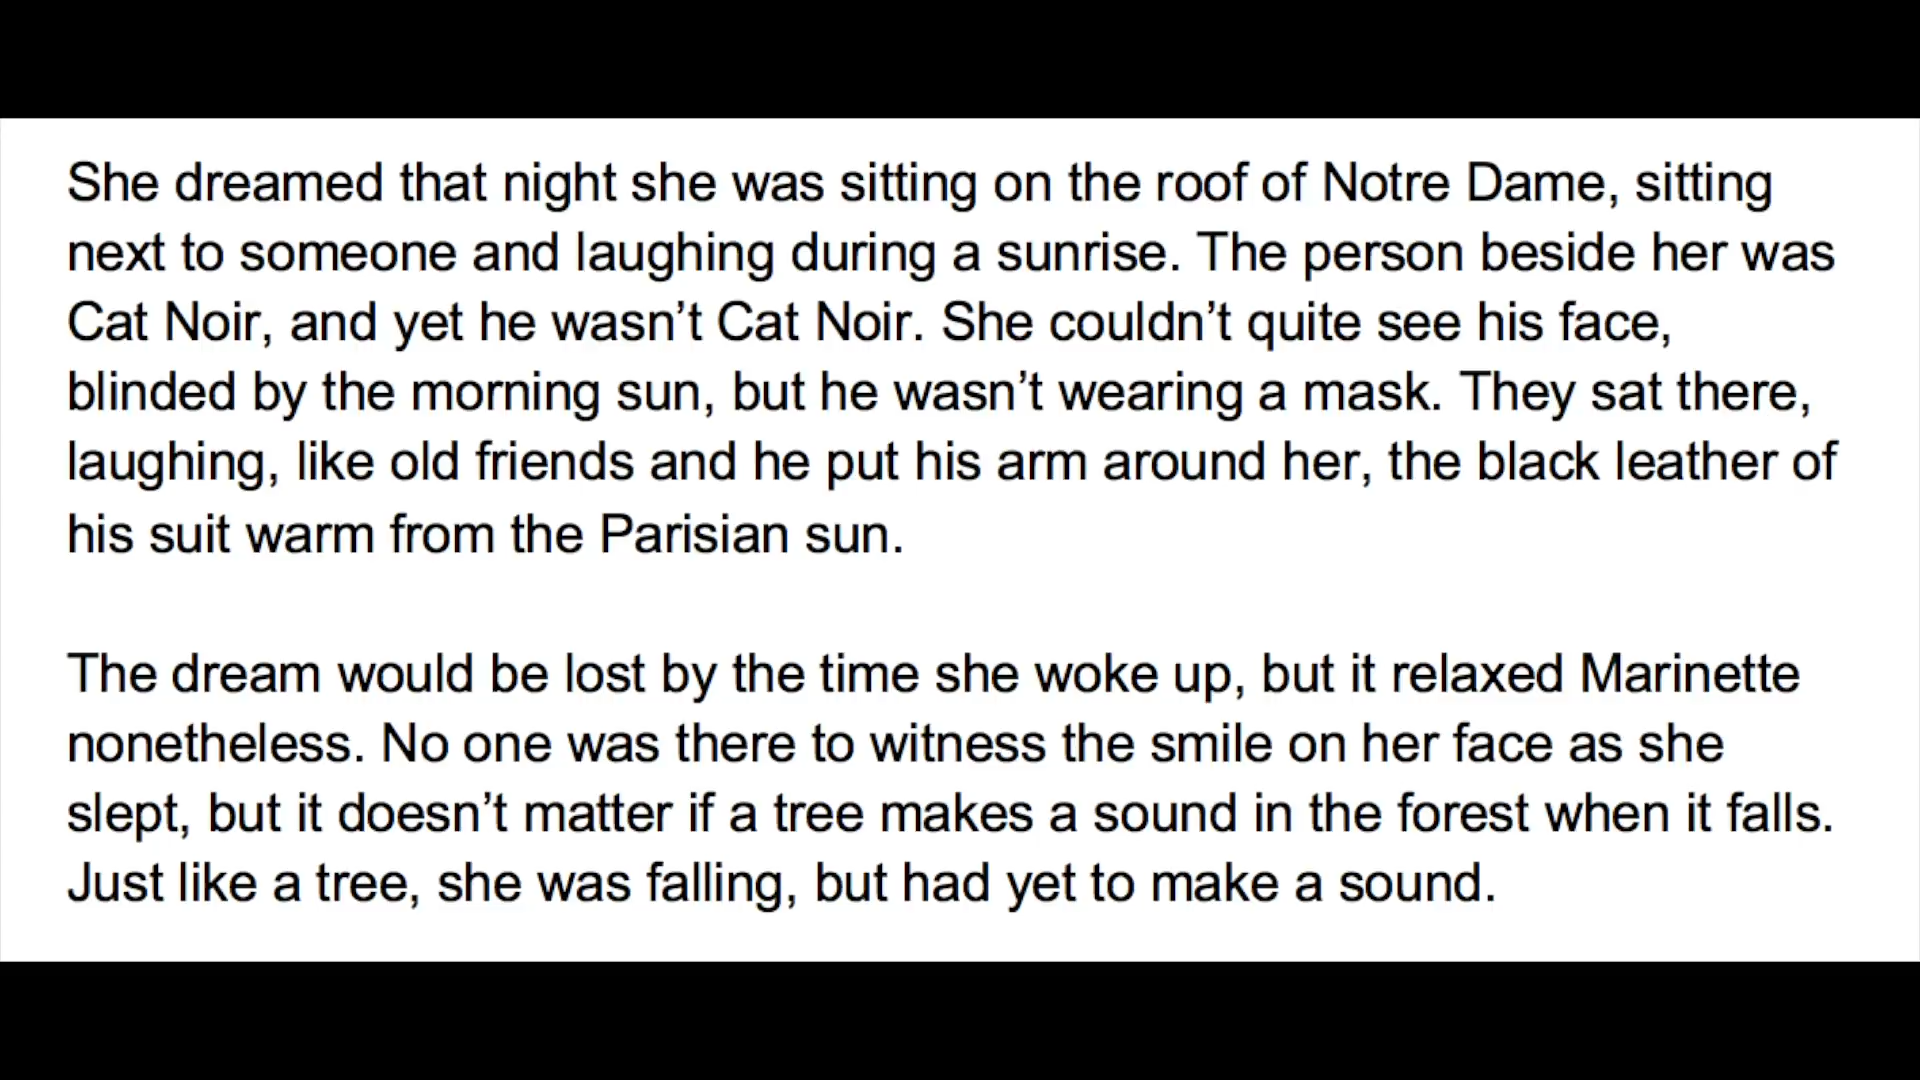 She dreamed that night she was sitting on the roof of Notre Dame, sitting
next to someone and laughing during a sunrise. The person beside her was
Cat Noir, and yet he wasn’t Cat Noir. She couldn’t quite see his face,
blinded by the morning sun, but he wasn’t wearing a mask. They sat there,
laughing, like old friends and he put his arm around her, the black leather of
his suit warm from the Parisian sun.
The dream would be lost by the time she woke up, but it relaxed Marinette
nonetheless. No one was there to witness the smile on her face as she
slept, but it doesn’t matter if a tree makes a sound in the forest when it falls.
Just like a tree, she was falling, but had yet to make a sound.